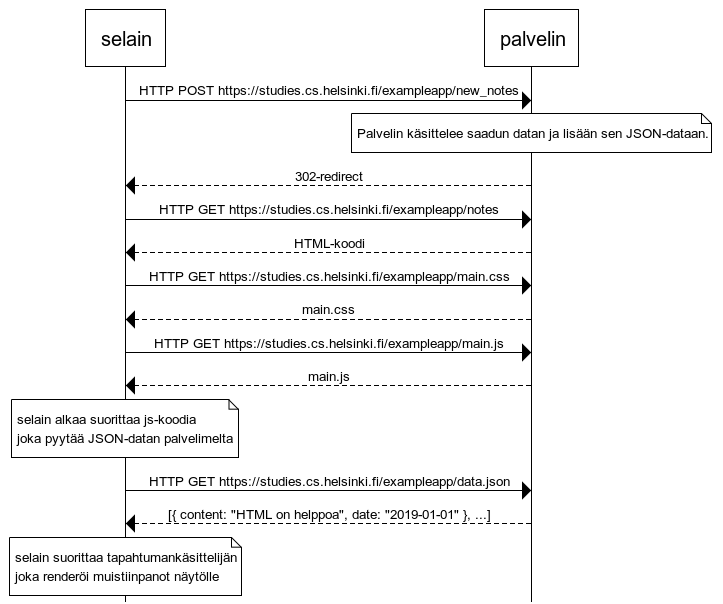 selain
palvelin
HTTP POST https://studies.cs.helsinki.fi/exampleapp/new_notes
Palvelin käsittelee saadun datan ja lisään sen JSON-dataan.
302-redirect
HTTP GET https://studies.cs.helsinki.fi/exampleapp/notes
HTML-koodi
HTTP GET https://studies.cs.helsinki.fi/exampleapp/main.css
main.css
HTTP GET https://studies.cs.helsinki.fi/exampleapp/main.js
main.js
selain alkaa suorittaa js-koodia
joka pyytää JSON-datan palvelimelta
HTTP GET https://studies.cs.helsinki.fi/exampleapp/data.json
[{ content: "HTML on helppoa", date: "2019-01-01" }, ...]
selain suorittaa tapahtumankäsittelijän
joka renderöi muistiinpanot näytölle